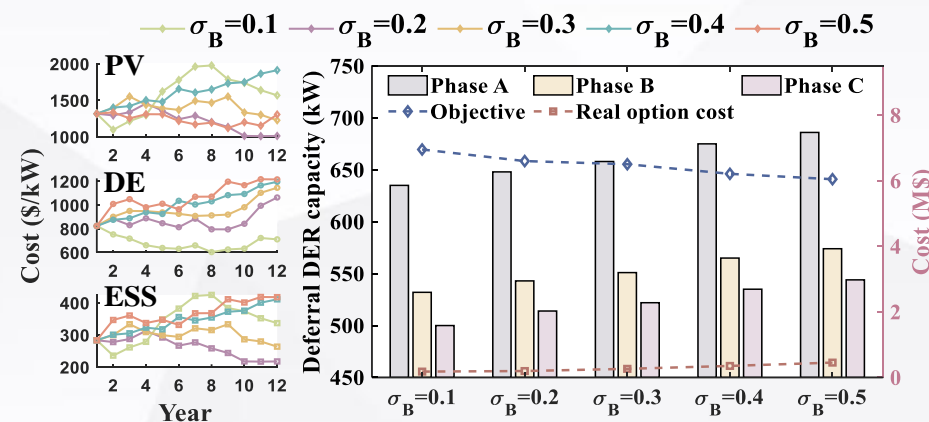 σB=0.1 σB=0.2 σB=0.3 σB=0.4 σB=0.5
Cost ($/kW)
PV
2000
1500
1000
2 4 6 8 10 12
DE
1200
1000
800
600
2 4 6 8 10 12
ESS
400
300
200
2 4 6 8 10 12
Year
Deferral DER capacity (kW)
750
700
650
600
550
500
450
Phase A Phase B Phase C
Objective Real option cost
8
6
4
2
0
Cost (M$)
σB=0.1 σB=0.2 σB=0.3 σB=0.4 σB=0.5